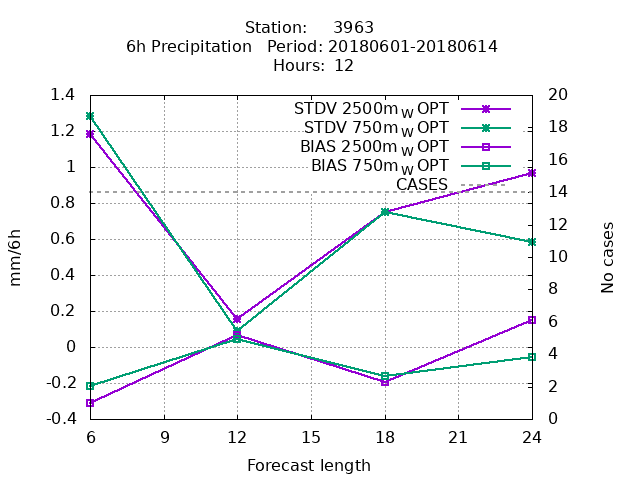 Station: 3963
6h Precipitation Period: 20180601-20180614
Hours: 12
1.4
1.2
1
0.8
0.6
0.4
0.2
0
-0.2
-0.4
20
18
16
14
12
10
8
6
4
2
0
STDV 2500m W OPT
STDV 750m W OPT
BIAS 2500m W OPT
BIAS 750m W OPT
CASES
mm/6h
No cases
6 9 12 15 18 21 24
Forecast length